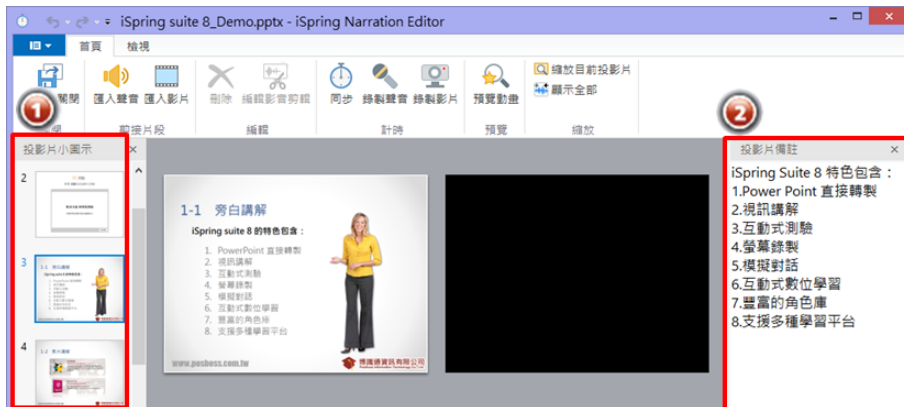 iSpring suite 8_Demo.pptx - iSpring Narration Editor
首頁 檢視
關閉 匯入聲音 匯入影片 刪除 編輯影音剪輯 同步 錄製聲音 錄製影片 預覽動畫 縮放目前投影片
顯示全部
剪接片段 編輯 計時 預覽 縮放
1
2
投影片小圖示
投影片備註
2
3
4
1-1 旁白講解
iSpring suite 8 的特色包含：
1. PowerPoint 直接轉製
2. 視訊講解
3. 互動式測驗
4. 螢幕錄製
5. 模擬對話
6. 互動式數位學習
7. 豐富的角色庫
8. 支援多種學習平台
www.posboss.com.tw
博識通資訊有限公司
iSpring Suite 8 特色包含：
1.Power Point 直接轉製
2.視訊講解
3.互動式測驗
4.螢幕錄製
5.模擬對話
6.互動式數位學習
7.豐富的角色庫
8.支援多種學習平台